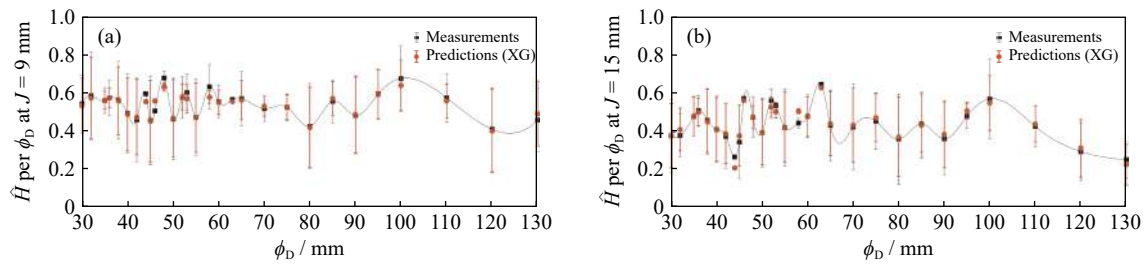 1.0
0.8
0.6
0.4
0.2
0
Ĥ per ϕD at J = 9 mm
(a)
Measurements
Predictions (XG)
30 40 50 60 70 80 90 100 110 120 130
ϕD / mm
1.0
0.8
0.6
0.4
0.2
0
Ĥ per ϕD at J = 15 mm
(b)
Measurements
Predictions (XG)
30 40 50 60 70 80 90 100 110 120 130
ϕD / mm